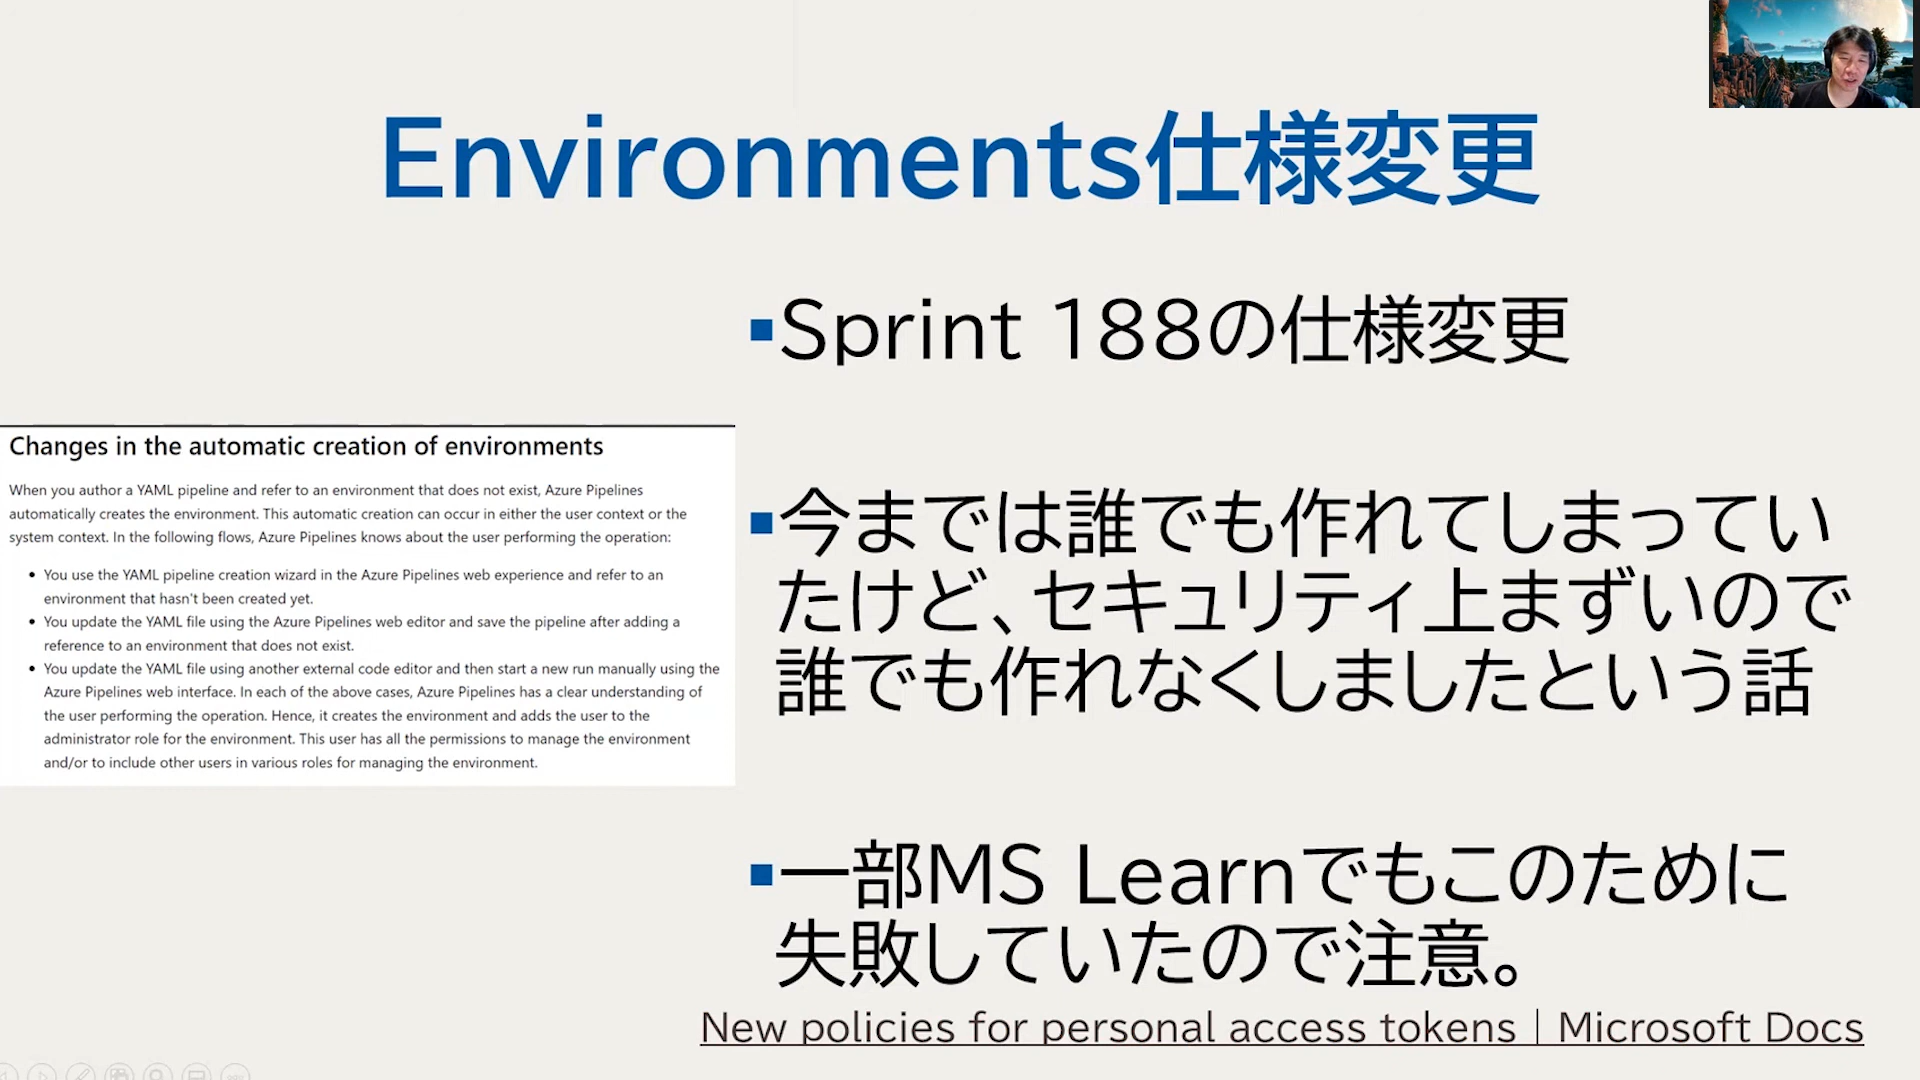 Environments仕様変更
▪Sprint 188の仕様変更
Changes in the automatic creation of environments
When you author a YAML pipeline and refer to an environment that does not exist, Azure Pipelines
automatically creates the environment. This automatic creation can occur in either the user context or the
system context. In the following flows, Azure Pipelines knows about the user performing the operation:
• You use the YAML pipeline creation wizard in the Azure Pipelines web experience and refer to an
environment that hasn't been created yet.
• You update the YAML file using the Azure Pipelines web editor and save the pipeline after adding a
reference to an environment that does not exist.
• You update the YAML file using another external code editor and then start a new run manually using the
Azure Pipelines web interface. In each of the above cases, Azure Pipelines has a clear understanding of
the user performing the operation. Hence, it creates the environment and adds the user to the
administrator role for the environment. This user has all the permissions to manage the environment
and/or to include other users in various roles for managing the environment.
▪今までは誰でも作れてしまってい
たけど、セキュリティ上まずいので
誰でも作れなくしましたという話
▪一部MS Learnでもこのために
失敗していたので注意。
New policies for personal access tokens | Microsoft Docs